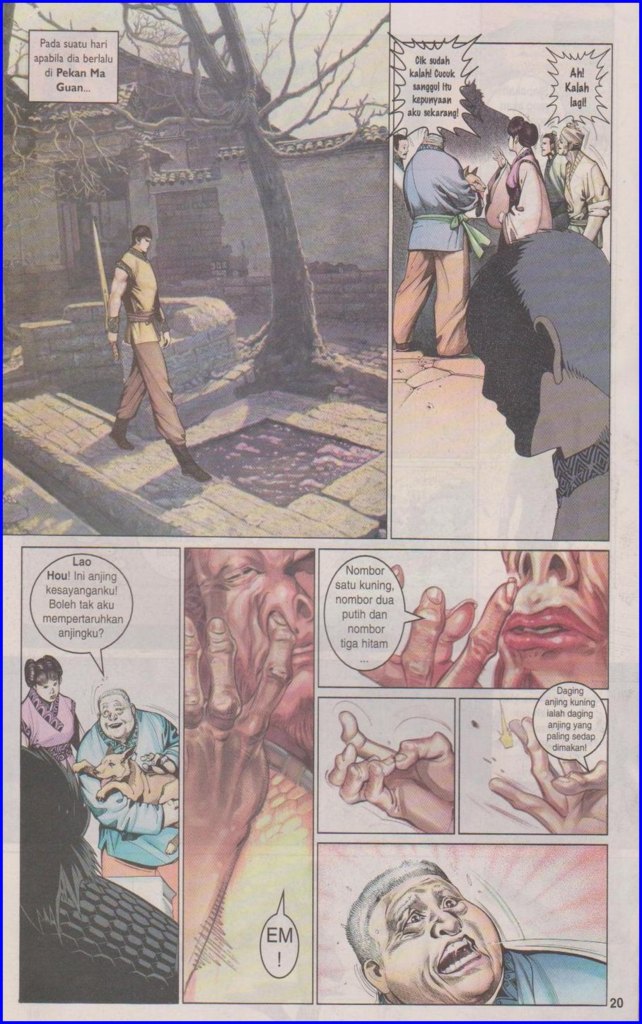 Pada suatu hari
apabila dia berlalu
di Pekan Ma
Guan...
Cik sudah
kalah! Cucuk
sanggul itu
kepunyaan
aku sekarang!
Ah!
Kalah
lagi!
Lao
Hou! Ini anjing
kesayanganku!
Boleh tak aku
mempertaruhkan
anjingku?
EM
!
Nombor
satu kuning,
nombor dua
putih dan
nombor
tiga hitam
...
Daging
anjing kuning
ialah daging
anjing yang
paling sedap
dimakan!
20